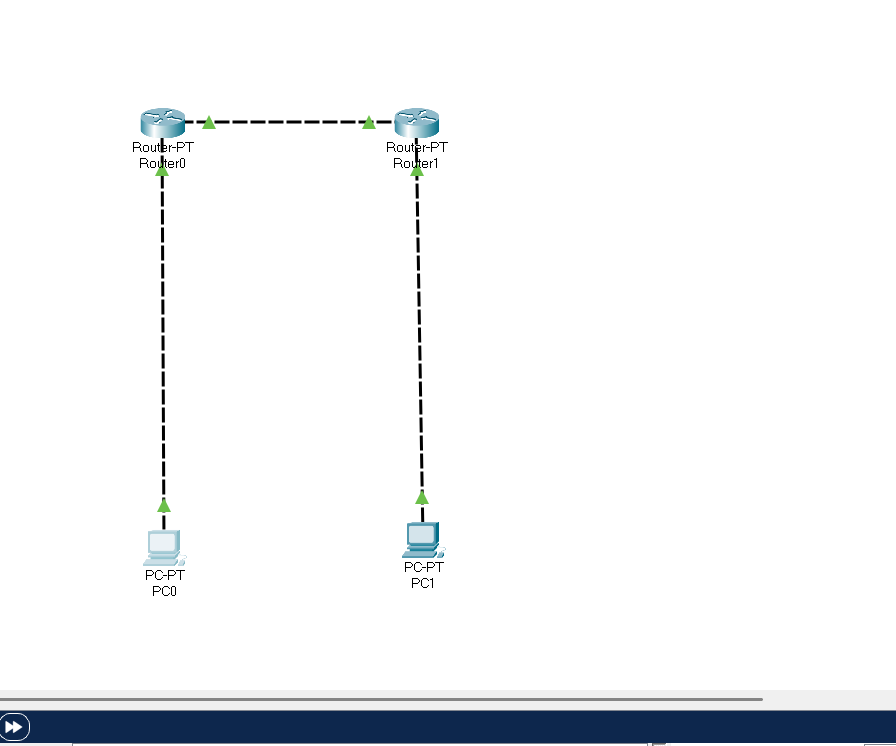 Router-PT
Router0
Router-PT
Router1
PC-PT
PC0
PC-PT
PC1